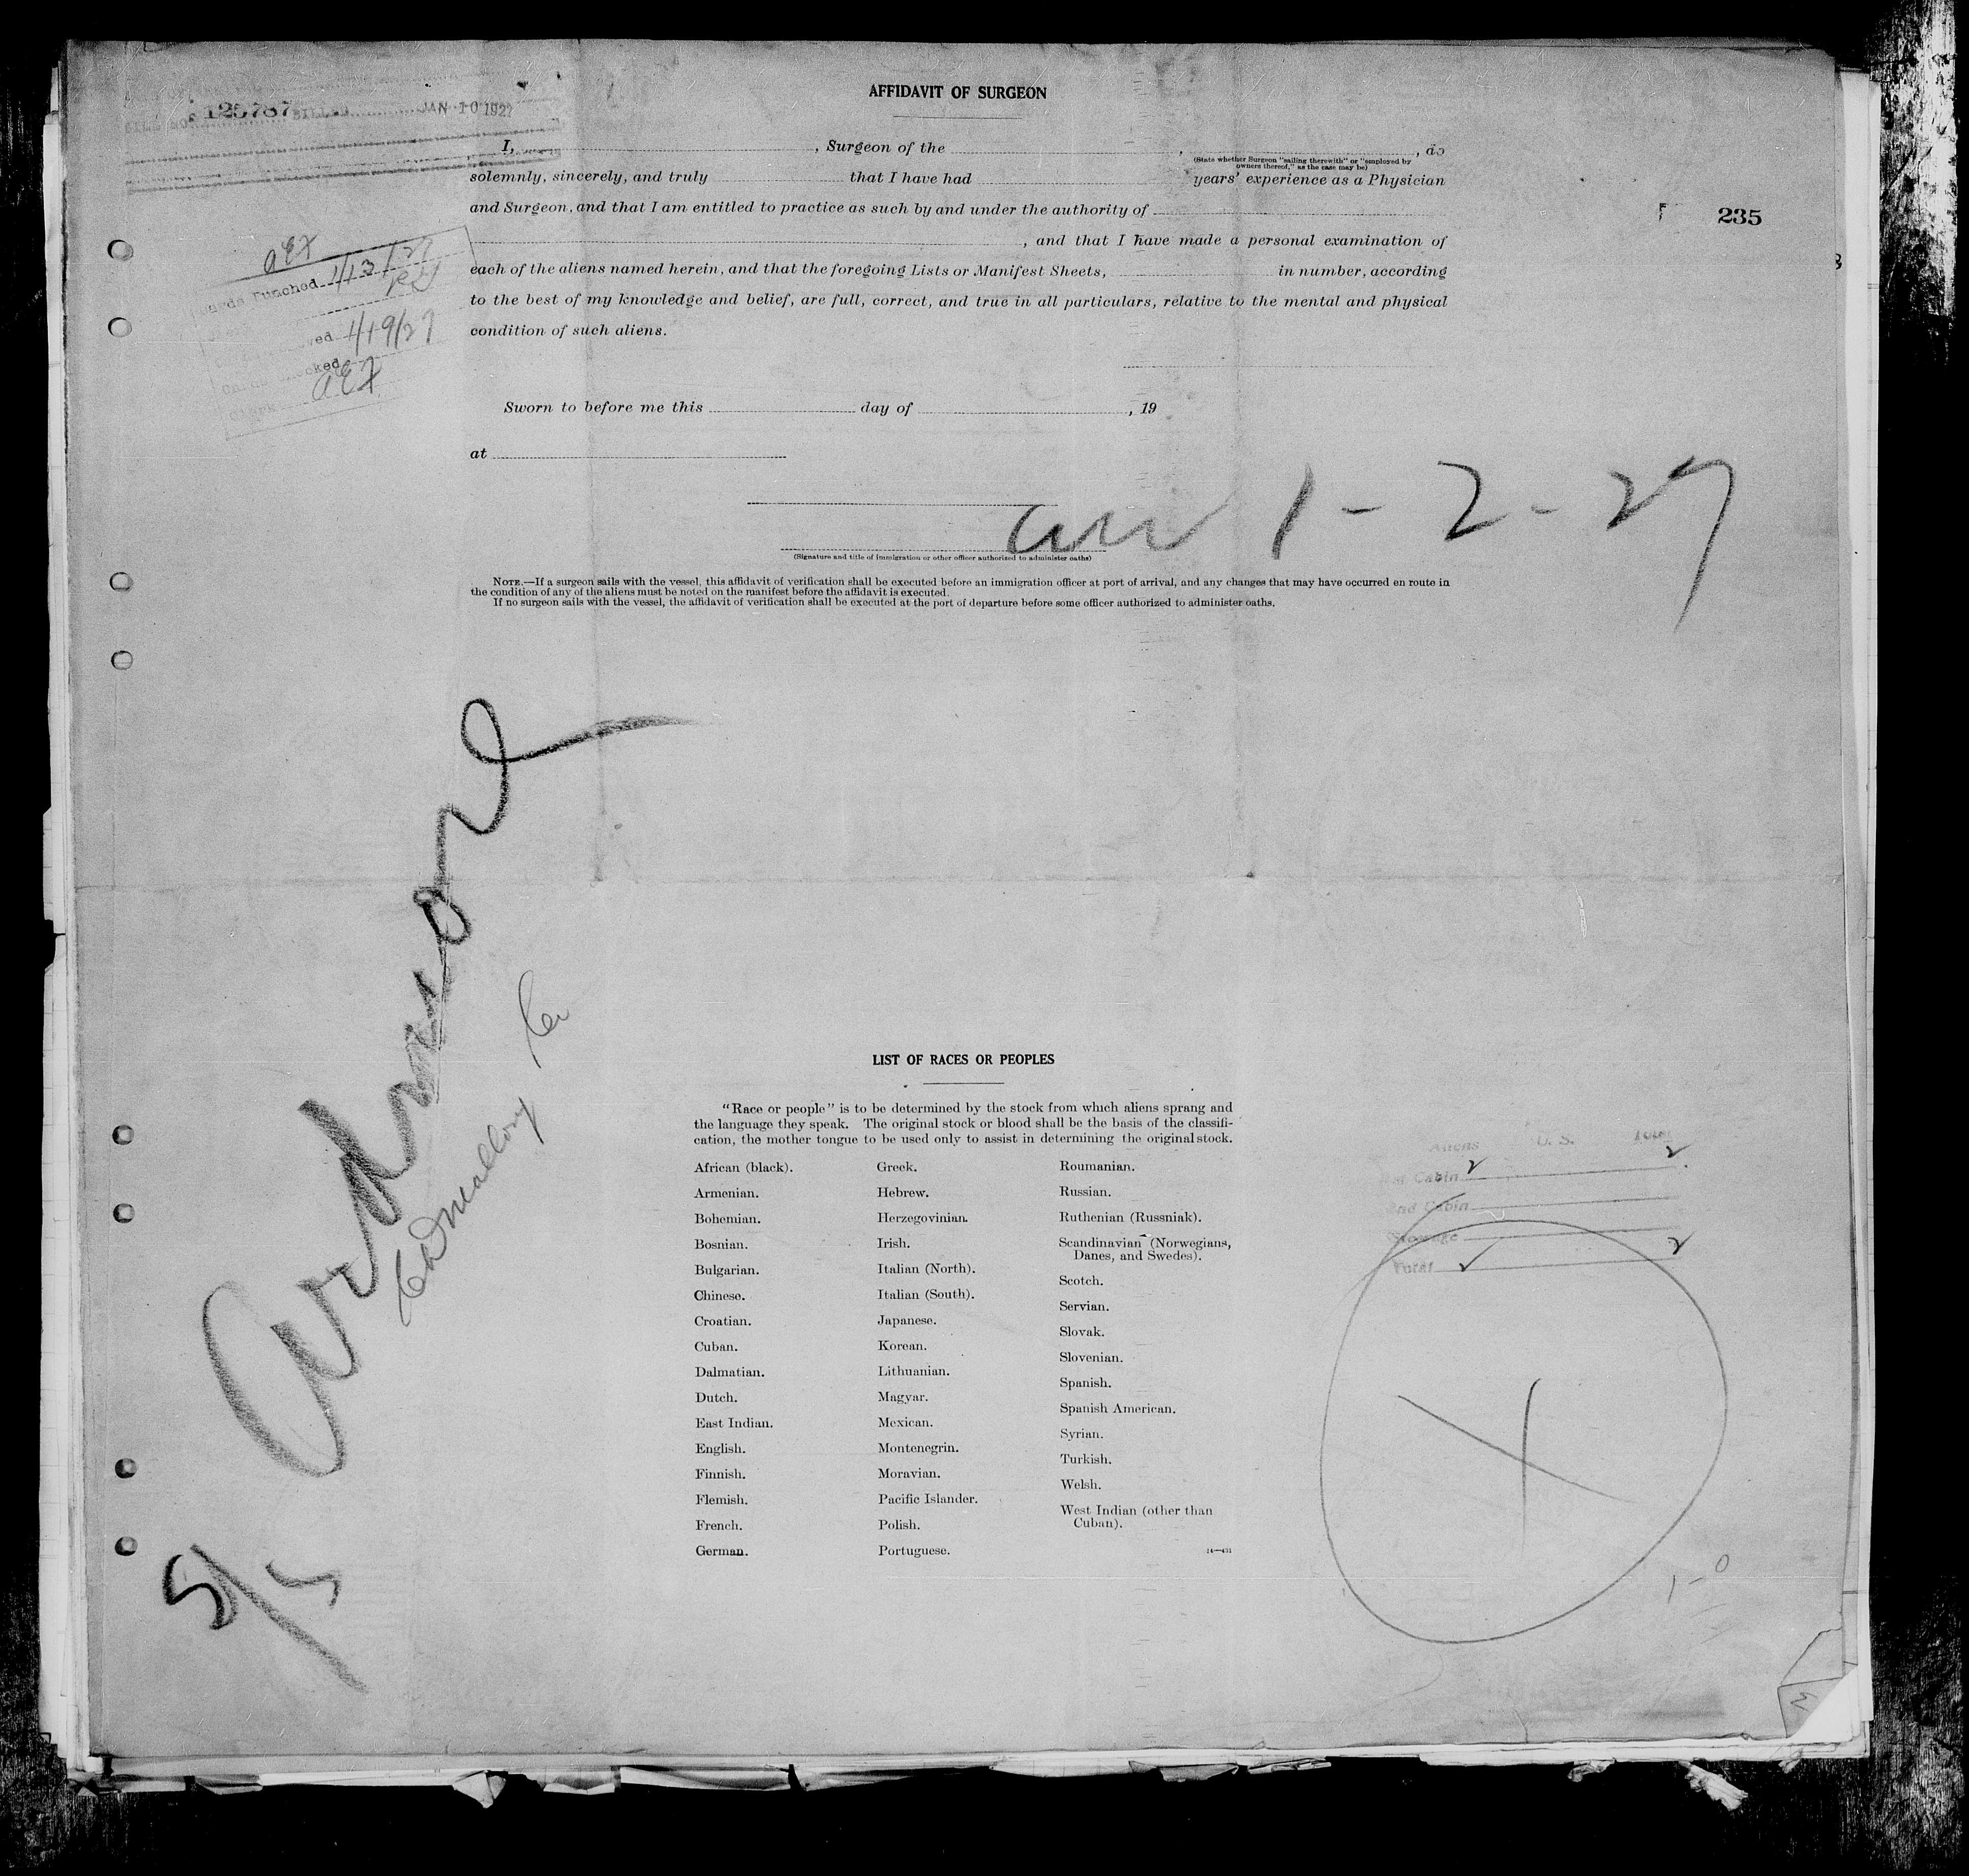 AFFIDAVIT OF SURGEON
125787 BILLED JAN 10 1927
I, , Surgeon of the , , do
(State whether Surgeon "sailing therewith" or "employed by
owners thereof," as the case may be)
solemnly, sincerely, and truly that I have had years' experience as a Physician
and Surgeon, and that I am entitled to practice as such by and under the authority of
235
, and that I have made a personal examination of
each of the aliens named herein, and that the foregoing Lists or Manifest Sheets, in number, according
to the best of my knowledge and belief, are full, correct, and true in all particulars, relative to the mental and physical
condition of such aliens.
Punched 1/13/27
1/19/27
Sworn to before me this day of , 19
at
arr 1-2-27
(Signature and title of immigration or other officer authorized to administer oaths)
NOTE.—If a surgeon sails with the vessel, this affidavit of verification shall be executed before an immigration officer at port of arrival, and any changes that may have occurred en route in
the condition of any of the aliens must be noted on the manifest before the affidavit is executed.
If no surgeon sails with the vessel, the affidavit of verification shall be executed at the port of departure before some officer authorized to administer oaths.
S/S Ardmore
LIST OF RACES OR PEOPLES
"Race or people" is to be determined by the stock from which aliens sprang and
the language they speak. The original stock or blood shall be the basis of the classifi-
cation, the mother tongue to be used only to assist in determining the original stock.
African (black).
Armenian.
Bohemian.
Bosnian.
Bulgarian.
Chinese.
Croatian.
Cuban.
Dalmatian.
Dutch.
East Indian.
English.
Finnish.
Flemish.
French.
German.
Greek.
Hebrew.
Herzegovinian.
Irish.
Italian (North).
Italian (South).
Japanese.
Korean.
Lithuanian.
Magyar.
Mexican.
Montenegrin.
Moravian.
Pacific Islander.
Polish.
Portuguese.
Roumanian.
Russian.
Ruthenian (Russniak).
Scandinavian (Norwegians,
Danes, and Swedes).
Scotch.
Servian.
Slovak.
Slovenian.
Spanish.
Spanish American.
Syrian.
Turkish.
Welsh.
West Indian (other than
Cuban).
14—431
Aliens U. S. Total
1st Cabin 2 2
2nd Cabin
Steerage
Total 2
1-0